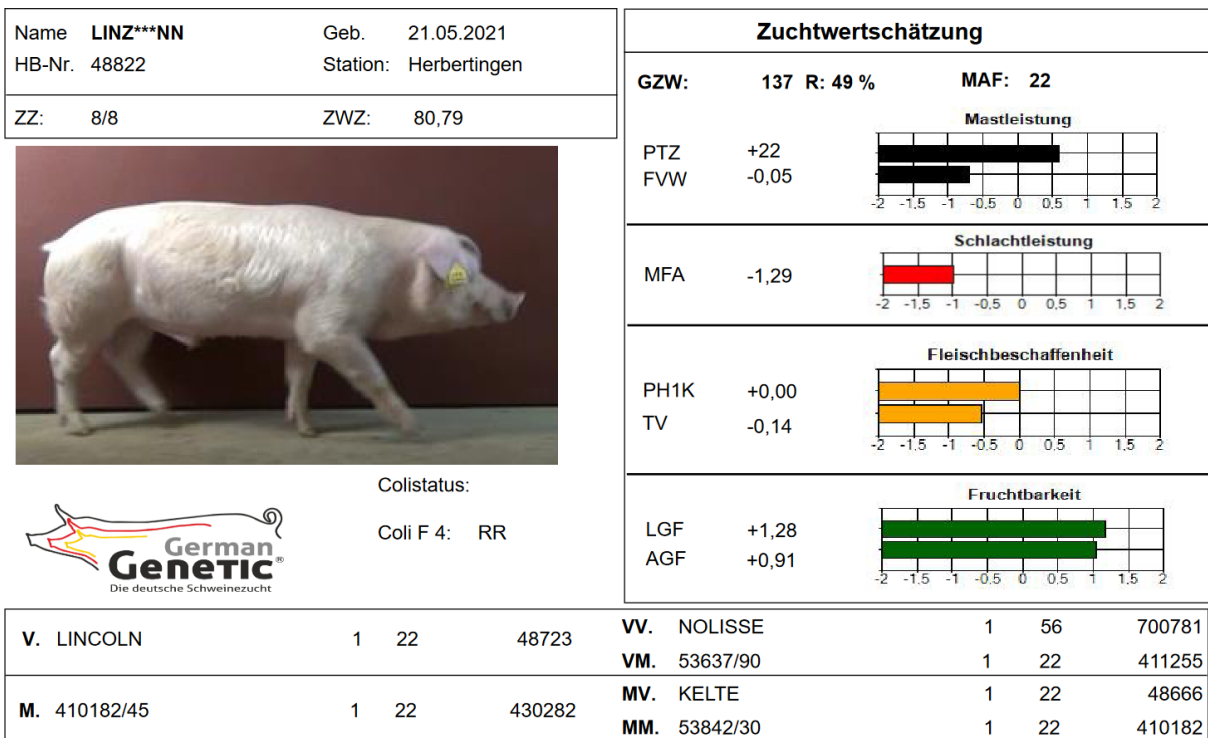 Name LINZ***NN Geb. 21.05.2021
HB-Nr. 48822 Station: Herbertingen
ZZ: 8/8 ZWZ: 80,79
Colistatus:
Coli F 4: RR
German
Genetic®
Die deutsche Schweinezucht
Zuchtwertschätzung
GZW: 137 R: 49 % MAF: 22
Mastleistung
PTZ +22
FVW -0,05
-2 -1.5 -1 -0.5 0 0.5 1 1.5 2
Schlachtleistung
MFA -1,29
-2 -1.5 -1 -0.5 0 0.5 1 1.5 2
Fleischbeschaffenheit
PH1K +0,00
TV -0,14
-2 -1.5 -1 -0.5 0 0.5 1 1.5 2
Fruchtbarkeit
LGF +1,28
AGF +0,91
-2 -1.5 -1 -0.5 0 0.5 1 1.5 2
V. LINCOLN 1 22 48723
M. 410182/45 1 22 430282
VV. NOLISSE 1 56 700781
VM. 53637/90 1 22 411255
MV. KELTE 1 22 48666
MM. 53842/30 1 22 410182